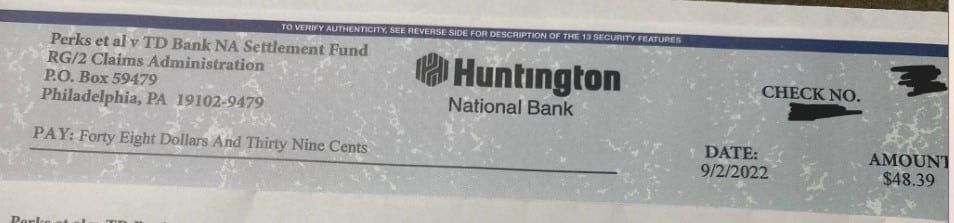 TO VERIFY AUTHENTICITY, SEE REVERSE SIDE FOR DESCRIPTION OF THE 13 SECURITY FEATURES
Perks et al v TD Bank NA Settlement Fund
RG/2 Claims Administration
P.O. Box 59479
Philadelphia, PA 19102-9479
Huntington
National Bank
CHECK NO.
PAY: Forty Eight Dollars And Thirty Nine Cents
DATE:
9/2/2022
AMOUNT
$48.39